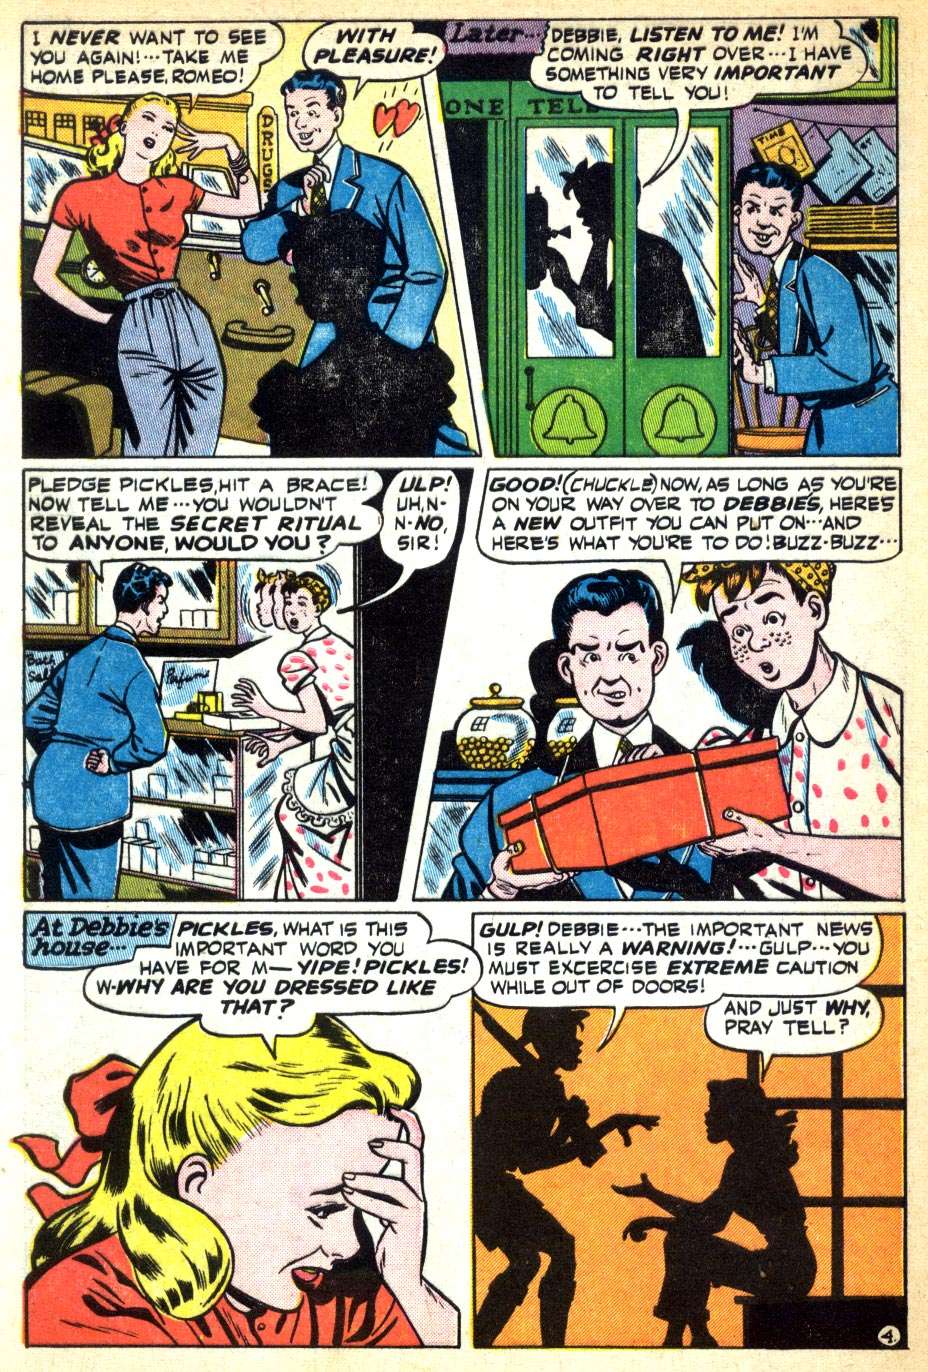 I NEVER WANT TO SEE
YOU AGAIN!... TAKE ME
HOME PLEASE, ROMEO!
WITH
PLEASURE!
DRUGS
Later...
DEBBIE, LISTEN TO ME! I'M
COMING RIGHT OVER... I HAVE
SOMETHING VERY IMPORTANT
TO TELL YOU!
ONE TEL
TIME
PLEDGE PICKLES, HIT A BRACE!
NOW TELL ME... YOU WOULDN'T
REVEAL THE SECRET RITUAL
TO ANYONE, WOULD YOU?
ULP!
UH, N-
N-NO,
SIR!
Bath
Salt
Perfume
GOOD! (CHUCKLE) NOW, AS LONG AS YOU'RE
ON YOUR WAY OVER TO DEBBIE'S, HERE'S
A NEW OUTFIT YOU CAN PUT ON... AND
HERE'S WHAT YOU'RE TO DO! BUZZ-BUZZ...
At Debbie's
house...
PICKLES, WHAT IS THIS
IMPORTANT WORD YOU
HAVE FOR M— YIPE! PICKLES!
W-WHY ARE YOU DRESSED LIKE
THAT?
GULP! DEBBIE... THE IMPORTANT NEWS
IS REALLY A WARNING!... GULP... YOU
MUST EXCERCISE EXTREME CAUTION
WHILE OUT OF DOORS!
AND JUST WHY,
PRAY TELL?
4